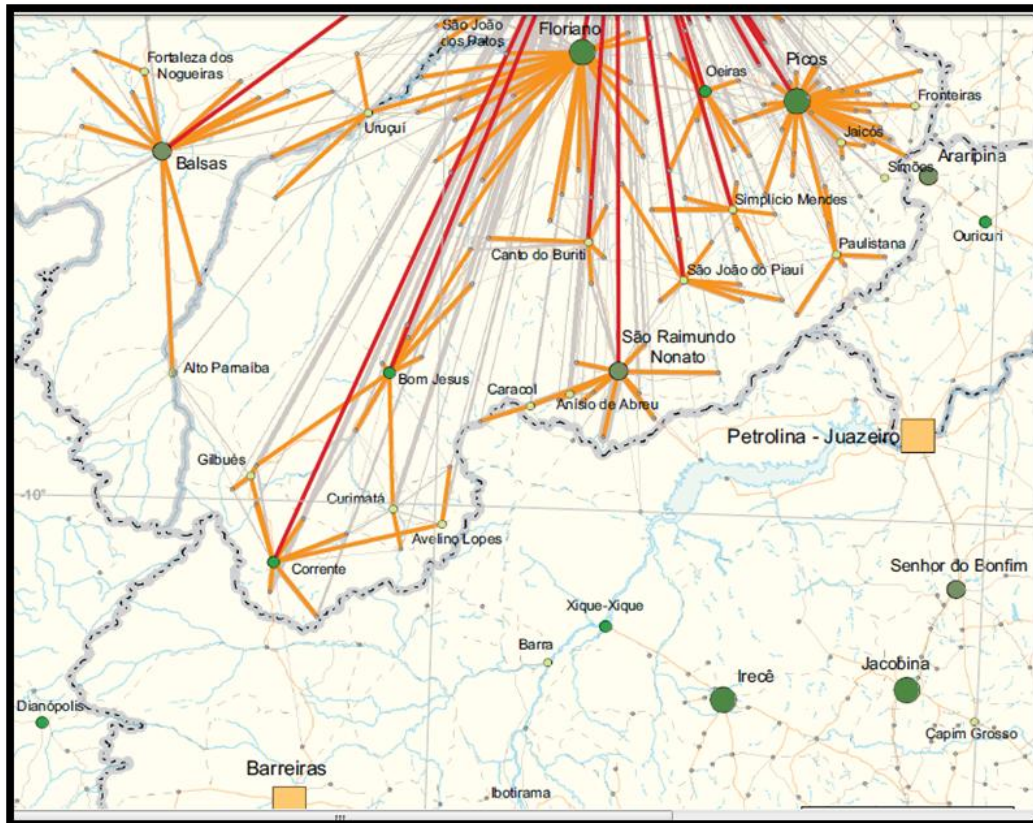 São João
dos Patos
Floriano
Fortaleza dos
Nogueiras
Picos
Oeiras
Fronteiras
Uruçuí
Jaicós
Balsas
Simões
Araripina
Simplício Mendes
Ouricuri
Canto do Buriti
Paulistana
São João do Piauí
São Raimundo
Nonato
Alto Parnaíba
Bom Jesus
Caracol
Anísio de Abreu
Petrolina - Juazeiro
Gilbués
-10°
Curimatá
Avelino Lopes
Corrente
Senhor do Bonfim
Xique-Xique
Barra
Jacobina
Irecê
Dianópolis
Capim Grosso
Barreiras
Ibotirama